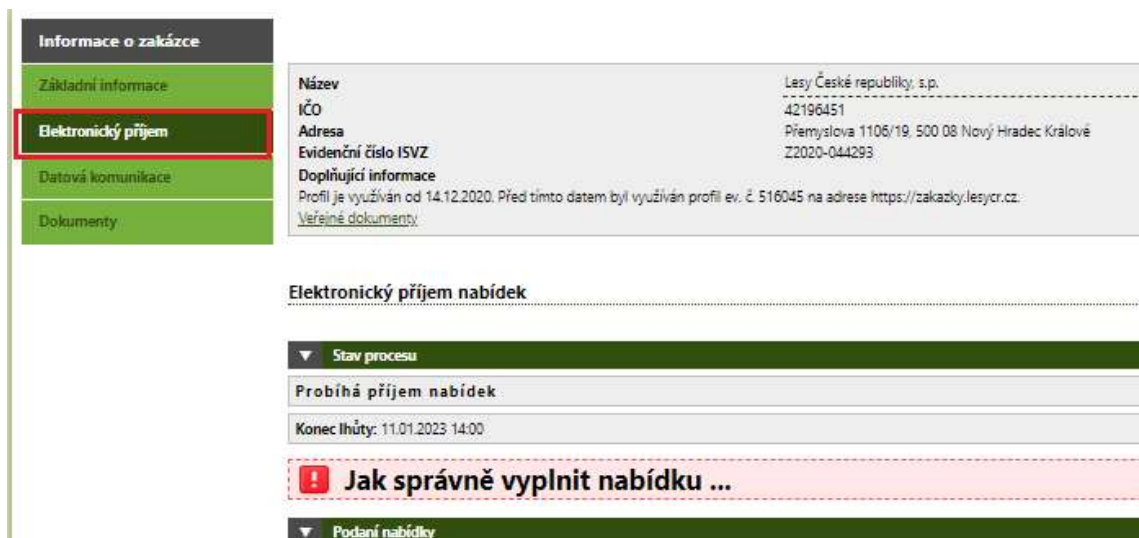 Informace o zakázce
Základní informace
Elektronický příjem
Datová komunikace
Dokumenty
Název Lesy České republiky, s.p.
IČO 42196451
Adresa Přemyslova 1106/19, 500 08 Nový Hradec Králové
Evidenční číslo ISVZ Z2020-044293
Doplňující informace
Profil je využíván od 14.12.2020. Před tímto datem byl využíván profil ev. č. 516045 na adrese https://zakazky.lesycr.cz.
Veřejné dokumenty
Elektronický příjem nabídek
Stav procesu
Probíhá příjem nabídek
Konec lhůty: 11.01.2023 14:00
! Jak správně vyplnit nabídku ...
Podaní nabídky